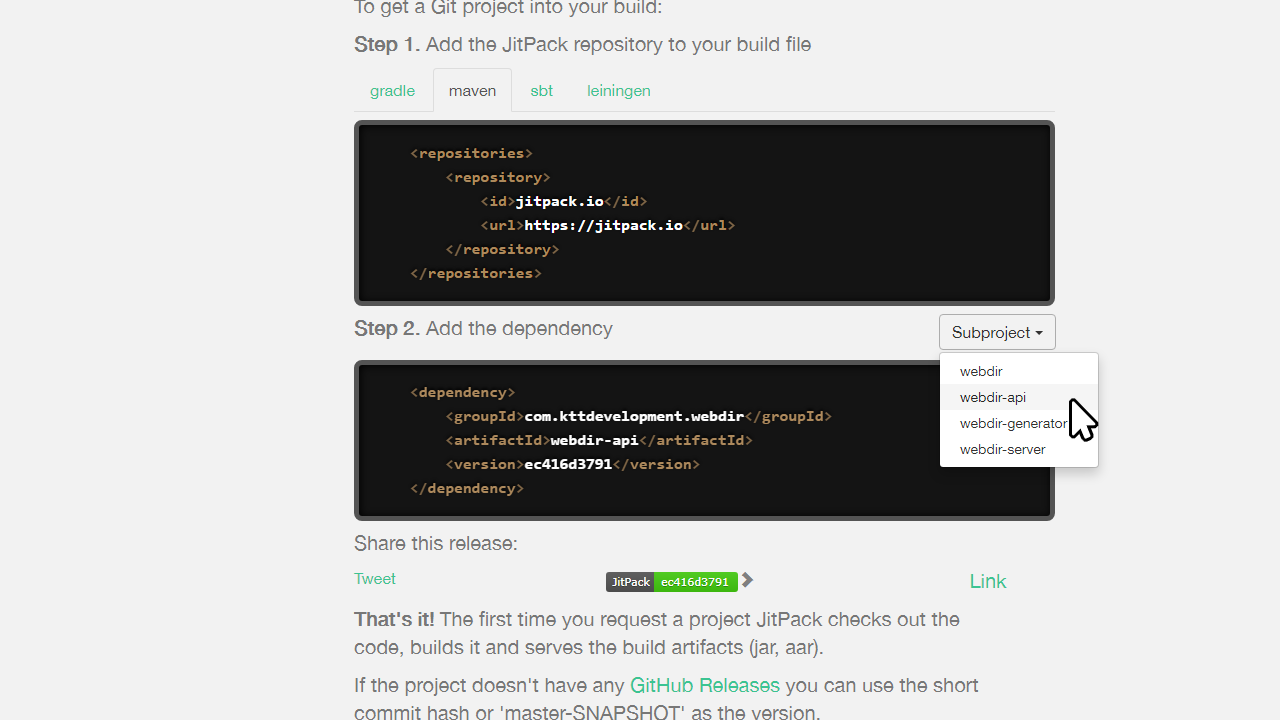 To get a Git project into your build:
Step 1. Add the JitPack repository to your build file
gradle maven sbt leiningen
<repositories>
<repository>
<id>jitpack.io</id>
<url>https://jitpack.io</url>
</repository>
</repositories>
Step 2. Add the dependency
Subproject
webdir
webdir-api
webdir-generator
webdir-server
<dependency>
<groupId>com.kttdevelopment.webdir</groupId>
<artifactId>webdir-api</artifactId>
<version>ec416d3791</version>
</dependency>
Share this release:
Tweet JitPack ec416d3791 Link
That's it! The first time you request a project JitPack checks out the
code, builds it and serves the build artifacts (jar, aar).
If the project doesn't have any GitHub Releases you can use the short
commit hash or 'master-SNAPSHOT' as the version.